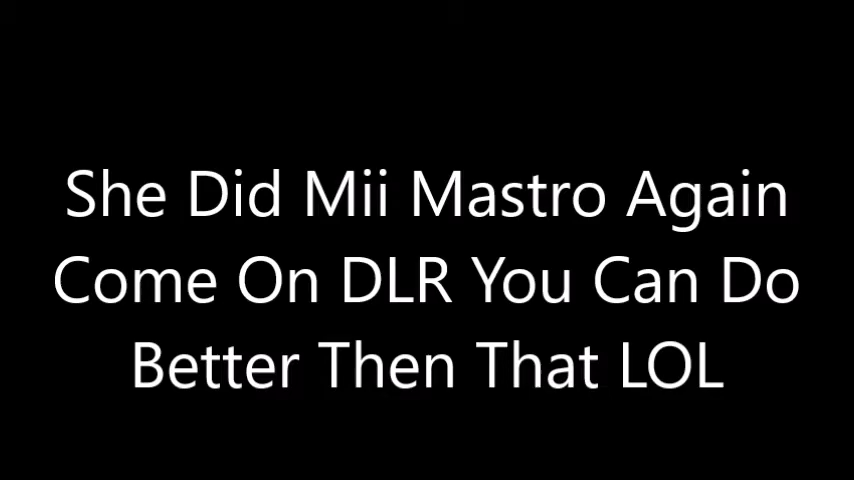 She Did Mii Mastro Again
Come On DLR You Can Do
Better Then That LOL